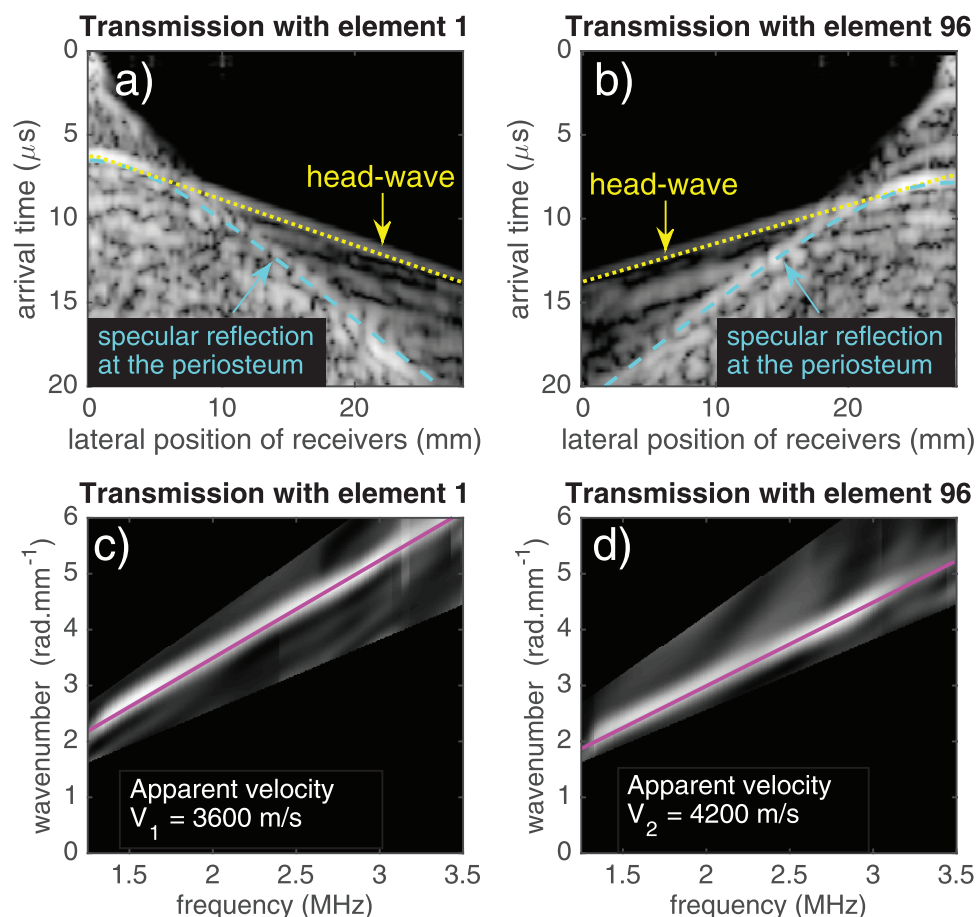 Transmission with element 1
a)
0
5
10
15
20
arrival time (μs)
head-wave
specular reflection
at the periosteum
0
10
20
lateral position of receivers (mm)
Transmission with element 96
b)
0
5
10
15
20
arrival time (μs)
head-wave
specular reflection
at the periosteum
0
10
20
lateral position of receivers (mm)
Transmission with element 1
c)
6
5
4
3
2
1
0
wavenumber (rad.mm⁻¹)
Apparent velocity
V₁ = 3600 m/s
1.5
2
2.5
3
3.5
frequency (MHz)
Transmission with element 96
d)
6
5
4
3
2
1
0
wavenumber (rad.mm⁻¹)
Apparent velocity
V₂ = 4200 m/s
1.5
2
2.5
3
3.5
frequency (MHz)